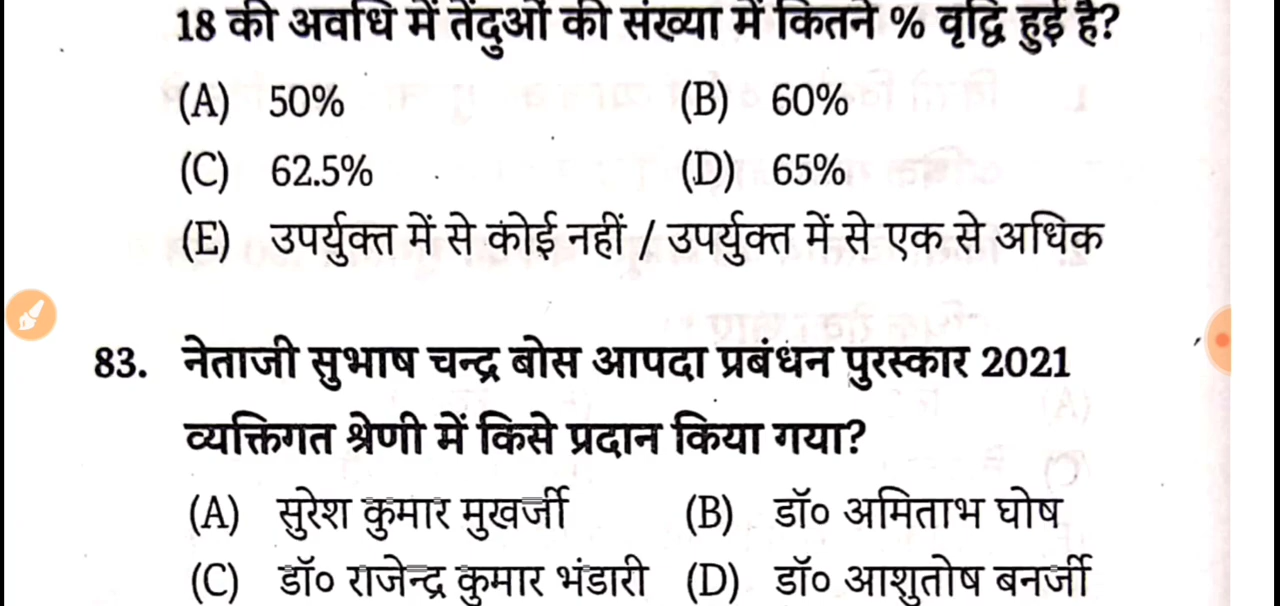 18 की अवधि में तेंदुओं की संख्या में कितने % वृद्धि हुई है?
(A) 50% (B) 60%
(C) 62.5% (D) 65%
(E) उपर्युक्त में से कोई नहीं / उपर्युक्त में से एक से अधिक
83. नेताजी सुभाष चन्द्र बोस आपदा प्रबंधन पुरस्कार 2021
व्यक्तिगत श्रेणी में किसे प्रदान किया गया?
(A) सुरेश कुमार मुखर्जी (B) डॉ० अमिताभ घोष
(C) डॉ० राजेन्द्र कुमार भंडारी (D) डॉ० आशुतोष बनर्जी